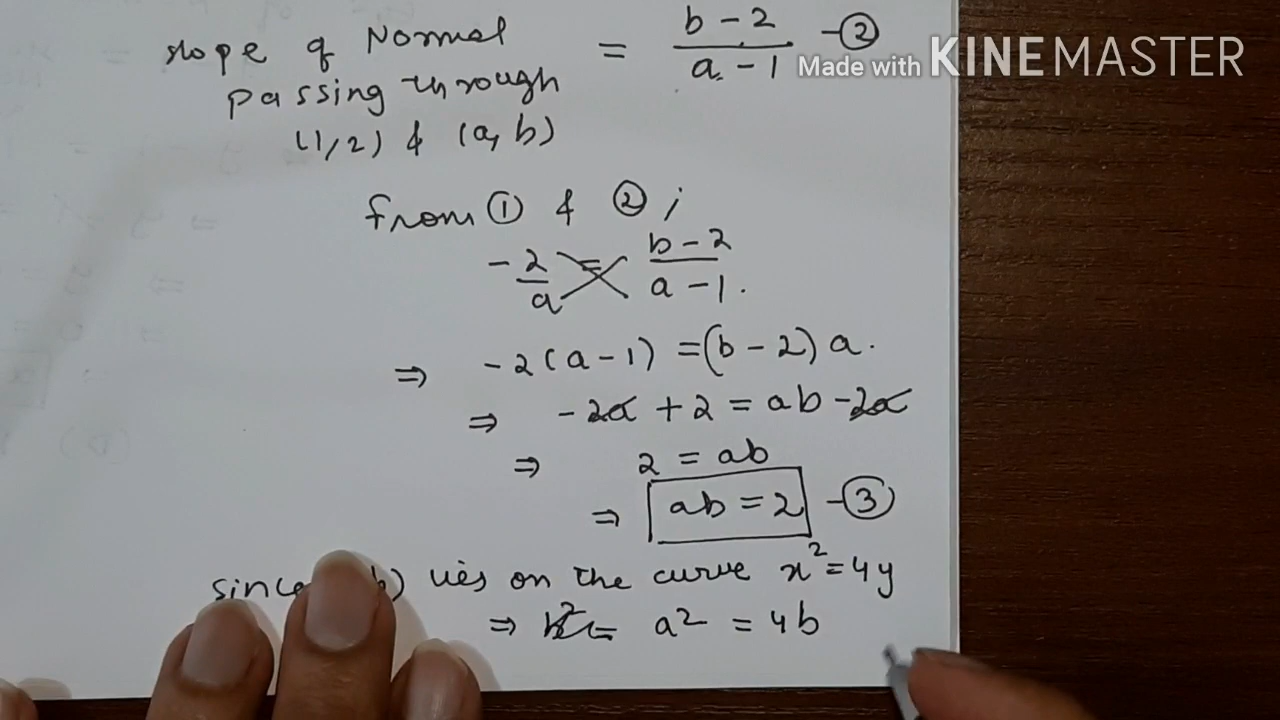 slope of Normal = b - 2 / a - 1 - ②
passing through
(1,2) & (a, b)
Made with KINEMASTER
from ① & ② ;
- 2/a = b - 2 / a - 1.
⇒ -2(a-1) = (b-2) a.
⇒ -2a + 2 = ab - 2a
⇒ 2 = ab
⇒ ab = 2 - ③
since b) lies on the curve x² = 4y
⇒ a² = 4b